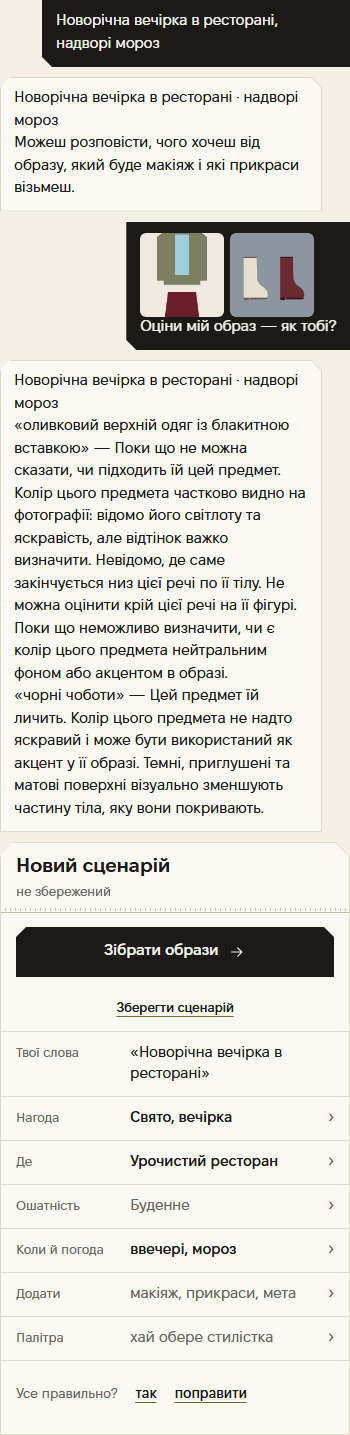 Новорічна вечірка в ресторані,
надворі мороз
Новорічна вечірка в ресторані · надворі
мороз
Можеш розповісти, чого хочеш від
образу, який буде макіяж і які прикраси
візьмеш.
Оціни мій образ — як тобі?
Новорічна вечірка в ресторані · надворі
мороз
«оливковий верхній одяг із блакитною
вставкою» — Поки що не можна
сказати, чи підходить їй цей предмет.
Колір цього предмета частково видно на
фотографії: відомо його світлоту та
яскравість, але відтінок важко
визначити. Невідомо, де саме
закінчується низ цієї речі по її тілу. Не
можна оцінити крій цієї речі на її фігурі.
Поки що неможливо визначити, чи є
колір цього предмета нейтральним
фоном або акцентом в образі.
«чорні чоботи» — Цей предмет їй
личить. Колір цього предмета не надто
яскравий і може бути використаний як
акцент у її образі. Темні, приглушені та
матові поверхні візуально зменшують
частину тіла, яку вони покривають.
Новий сценарій
не збережений
Зібрати образи →
Зберегти сценарій
Твої слова «Новорічна вечірка в
ресторані»
Нагода Свято, вечірка ›
Де Урочистий ресторан ›
Ошатність Буденне ›
Коли й погода ввечері, мороз ›
Додати макіяж, прикраси, мета ›
Палітра хай обере стилістка ›
Усе правильно? так поправити